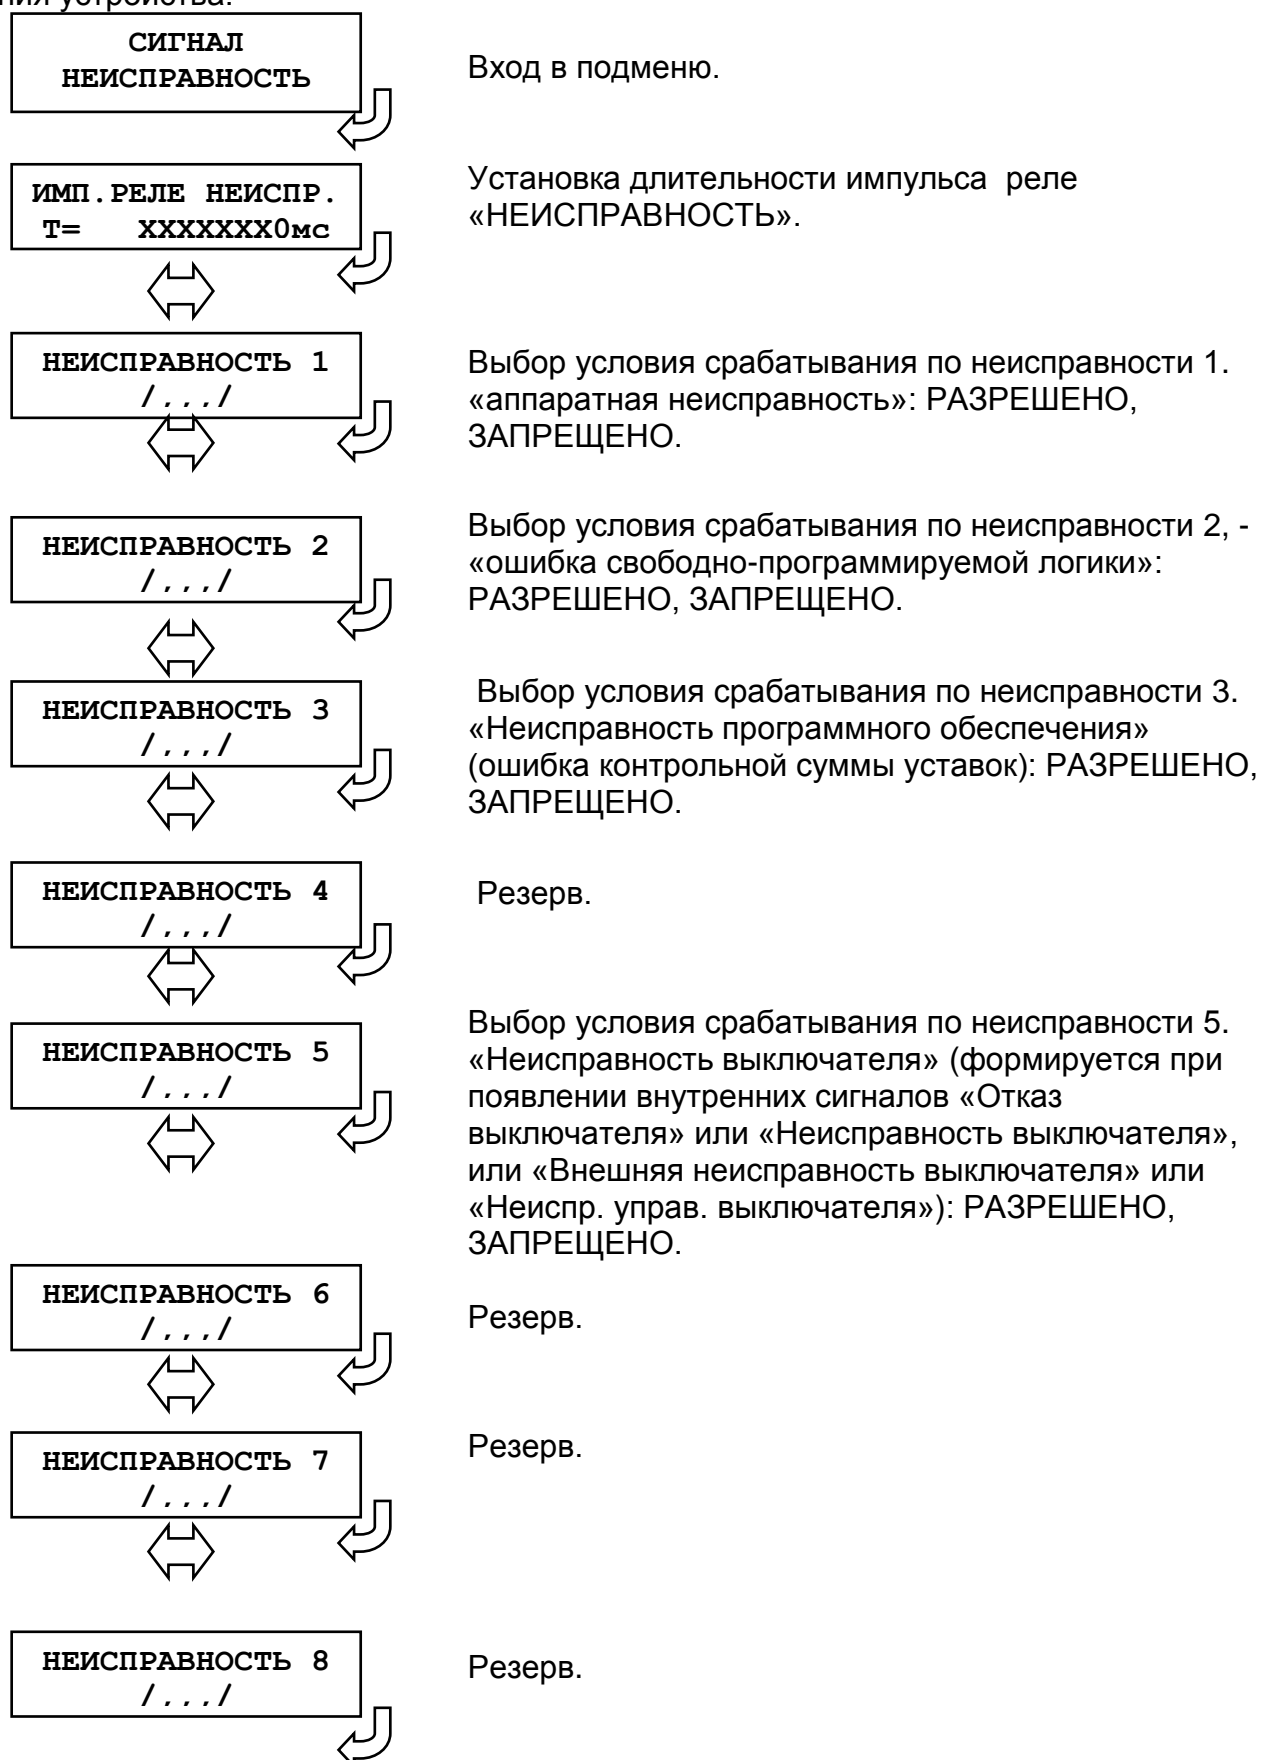 СИГНАЛ
НЕИСПРАВНОСТЬ
Вход в подменю.
ИМП.РЕЛЕ НЕИСПР.
Т= ХХХХХХХ0мс
Установка длительности импульса реле
«НЕИСПРАВНОСТЬ».
НЕИСПРАВНОСТЬ 1
/.../
Выбор условия срабатывания по неисправности 1.
«аппаратная неисправность»: РАЗРЕШЕНО,
ЗАПРЕЩЕНО.
НЕИСПРАВНОСТЬ 2
/.../
Выбор условия срабатывания по неисправности 2, -
«ошибка свободно-программируемой логики»:
РАЗРЕШЕНО, ЗАПРЕЩЕНО.
НЕИСПРАВНОСТЬ 3
/.../
Выбор условия срабатывания по неисправности 3.
«Неисправность программного обеспечения»
(ошибка контрольной суммы уставок): РАЗРЕШЕНО,
ЗАПРЕЩЕНО.
НЕИСПРАВНОСТЬ 4
/.../
Резерв.
НЕИСПРАВНОСТЬ 5
/.../
Выбор условия срабатывания по неисправности 5.
«Неисправность выключателя» (формируется при
появлении внутренних сигналов «Отказ
выключателя» или «Неисправность выключателя»,
или «Внешняя неисправность выключателя» или
«Неиспр. управ. выключателя»): РАЗРЕШЕНО,
ЗАПРЕЩЕНО.
НЕИСПРАВНОСТЬ 6
/.../
Резерв.
НЕИСПРАВНОСТЬ 7
/.../
Резерв.
НЕИСПРАВНОСТЬ 8
/.../
Резерв.